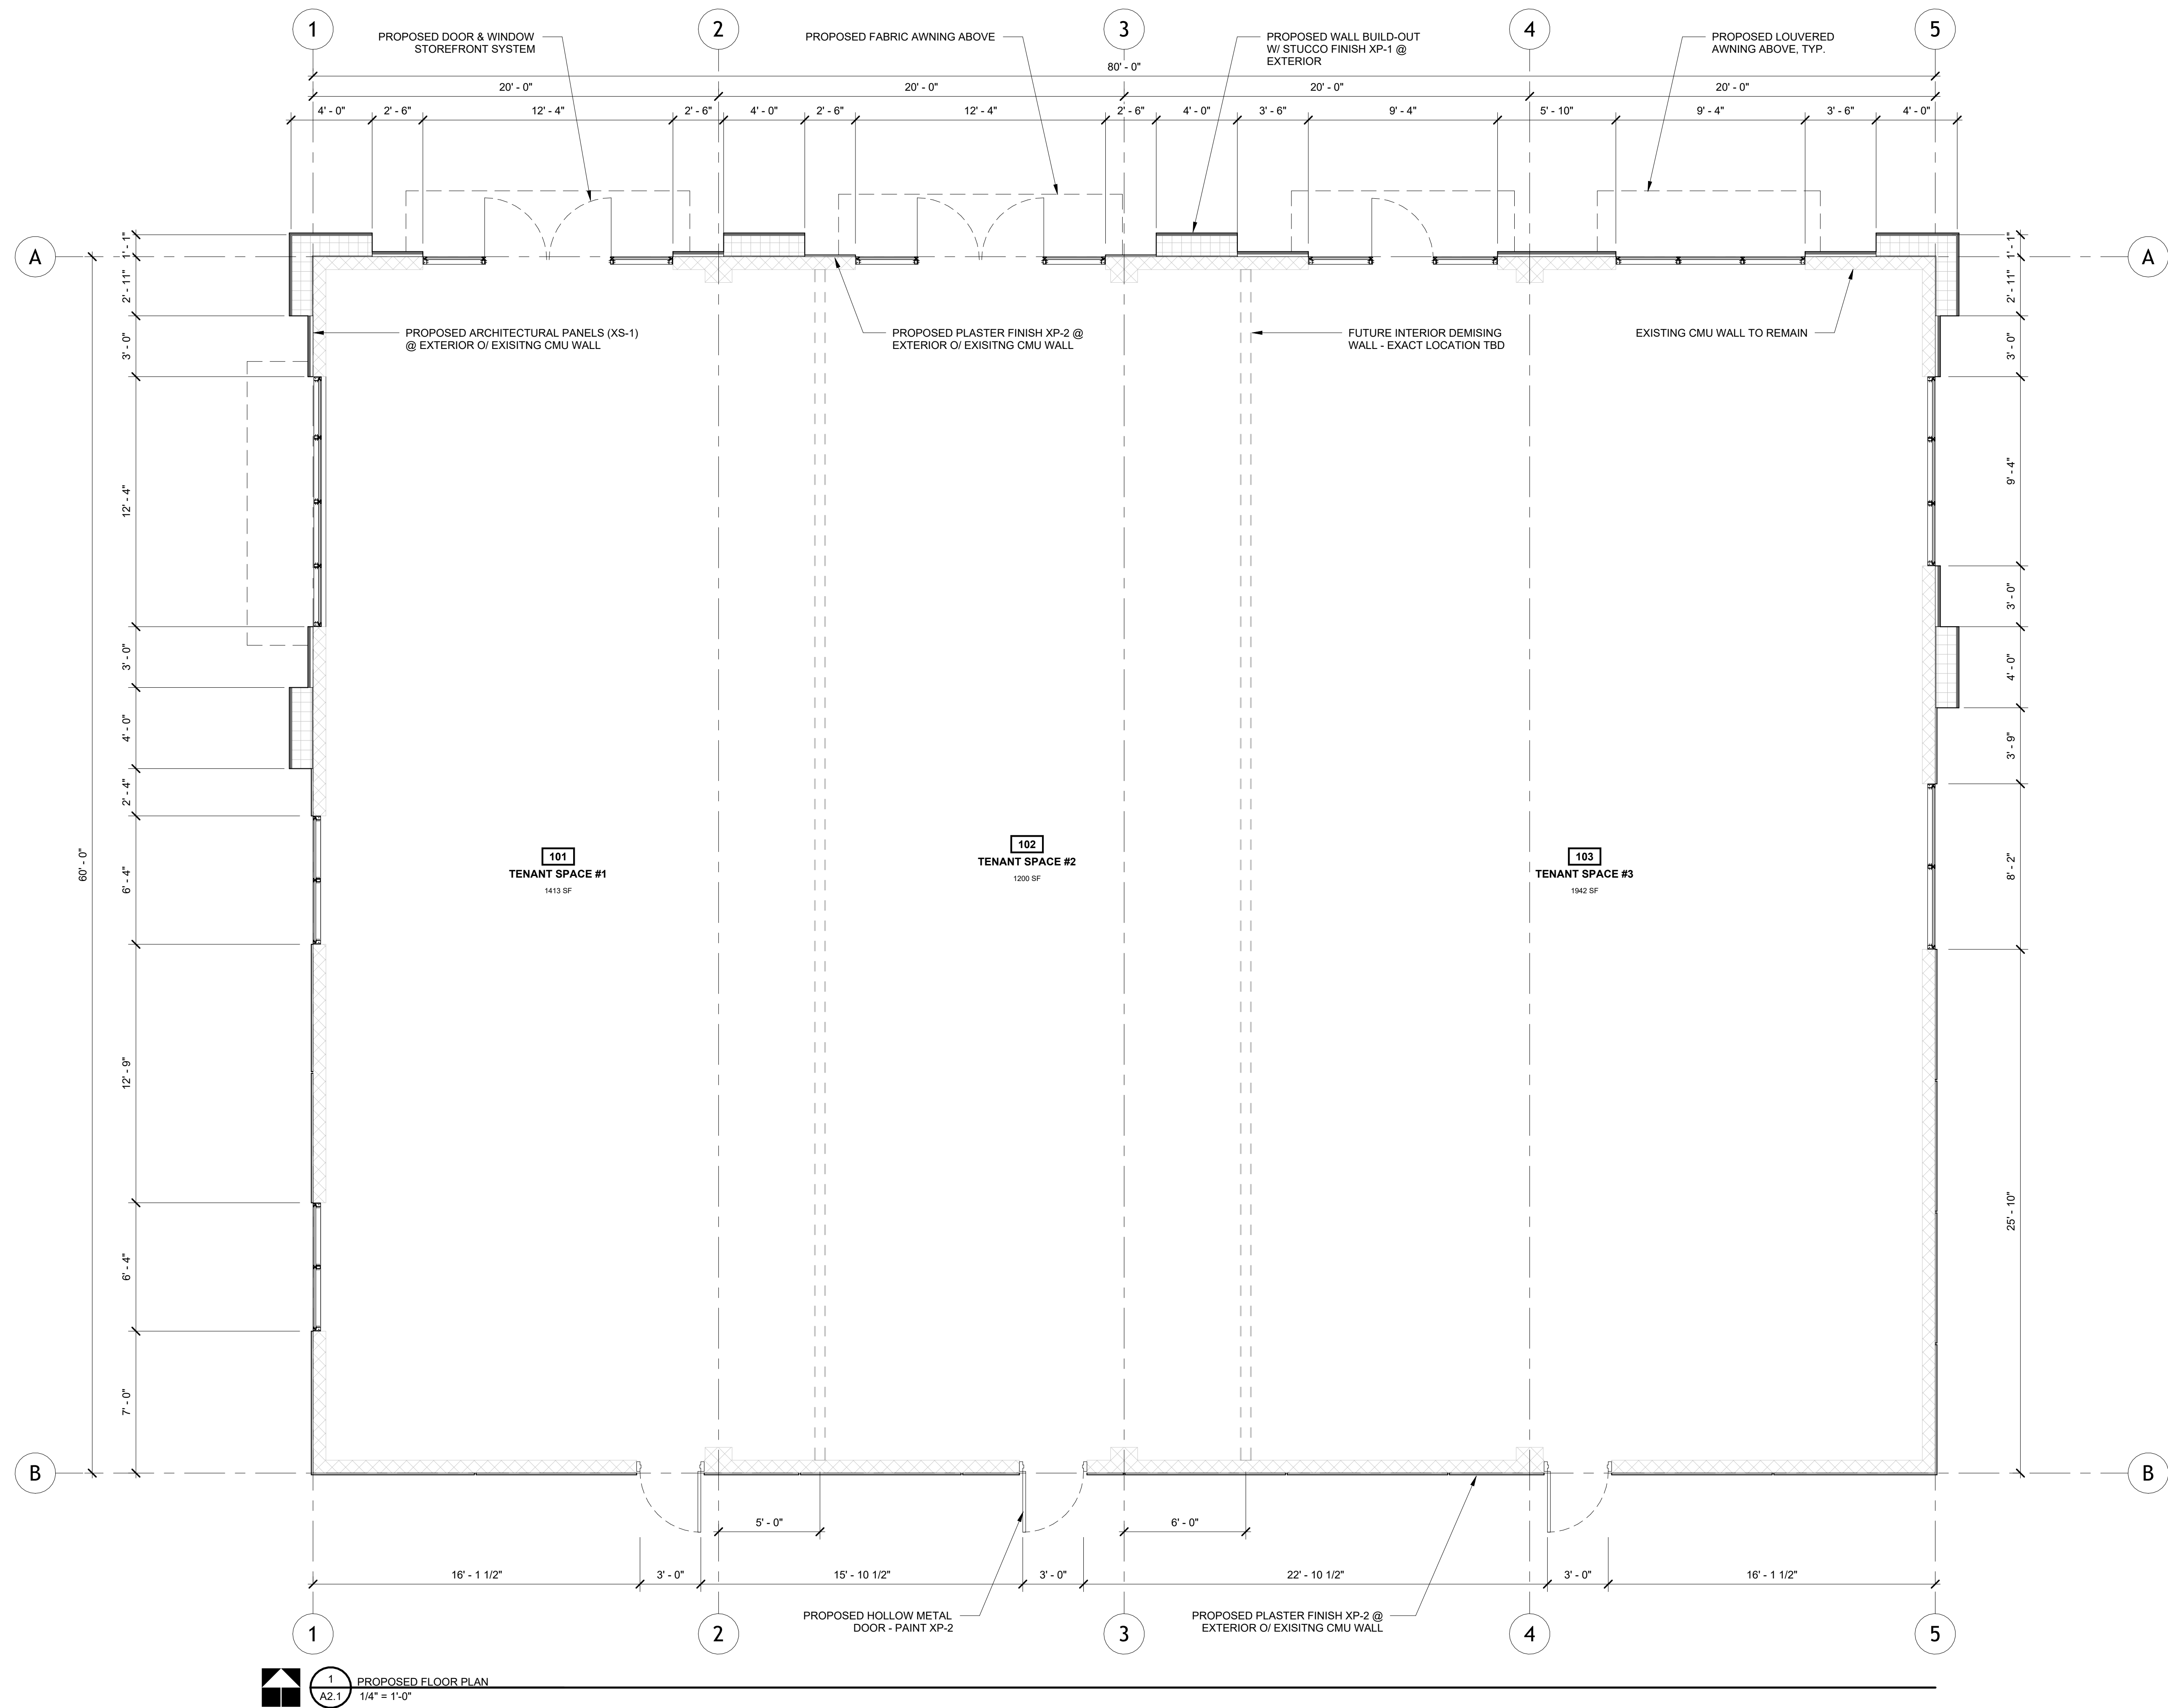 1
2
3
4
5
PROPOSED DOOR & WINDOW
STOREFRONT SYSTEM
PROPOSED FABRIC AWNING ABOVE
PROPOSED WALL BUILD-OUT
W/ STUCCO FINISH XP-1 @
EXTERIOR
PROPOSED LOUVERED
AWNING ABOVE, TYP.
80' - 0"
20' - 0"
20' - 0"
20' - 0"
20' - 0"
4' - 0"
2' - 6"
12' - 4"
2' - 6"
4' - 0"
2' - 6"
12' - 4"
2' - 6"
4' - 0"
3' - 6"
9' - 4"
5' - 10"
9' - 4"
3' - 6"
4' - 0"
A
A
1' - 1"
2' - 11"
3' - 0"
12' - 4"
3' - 0"
4' - 0"
2' - 4"
6' - 4"
12' - 9"
6' - 4"
7' - 0"
60' - 0"
1' - 1"
2' - 11"
3' - 0"
9' - 4"
3' - 0"
4' - 0"
3' - 9"
8' - 2"
25' - 10"
PROPOSED ARCHITECTURAL PANELS (XS-1)
@ EXTERIOR O/ EXISITNG CMU WALL
PROPOSED PLASTER FINISH XP-2 @
EXTERIOR O/ EXISITNG CMU WALL
FUTURE INTERIOR DEMISING
WALL - EXACT LOCATION TBD
EXISTING CMU WALL TO REMAIN
101
TENANT SPACE #1
1413 SF
102
TENANT SPACE #2
1200 SF
103
TENANT SPACE #3
1942 SF
B
B
5' - 0"
6' - 0"
16' - 1 1/2"
3' - 0"
15' - 10 1/2"
3' - 0"
22' - 10 1/2"
3' - 0"
16' - 1 1/2"
PROPOSED HOLLOW METAL
DOOR - PAINT XP-2
PROPOSED PLASTER FINISH XP-2 @
EXTERIOR O/ EXISITNG CMU WALL
1
2
3
4
5
1
PROPOSED FLOOR PLAN
A2.1
1/4" = 1'-0"